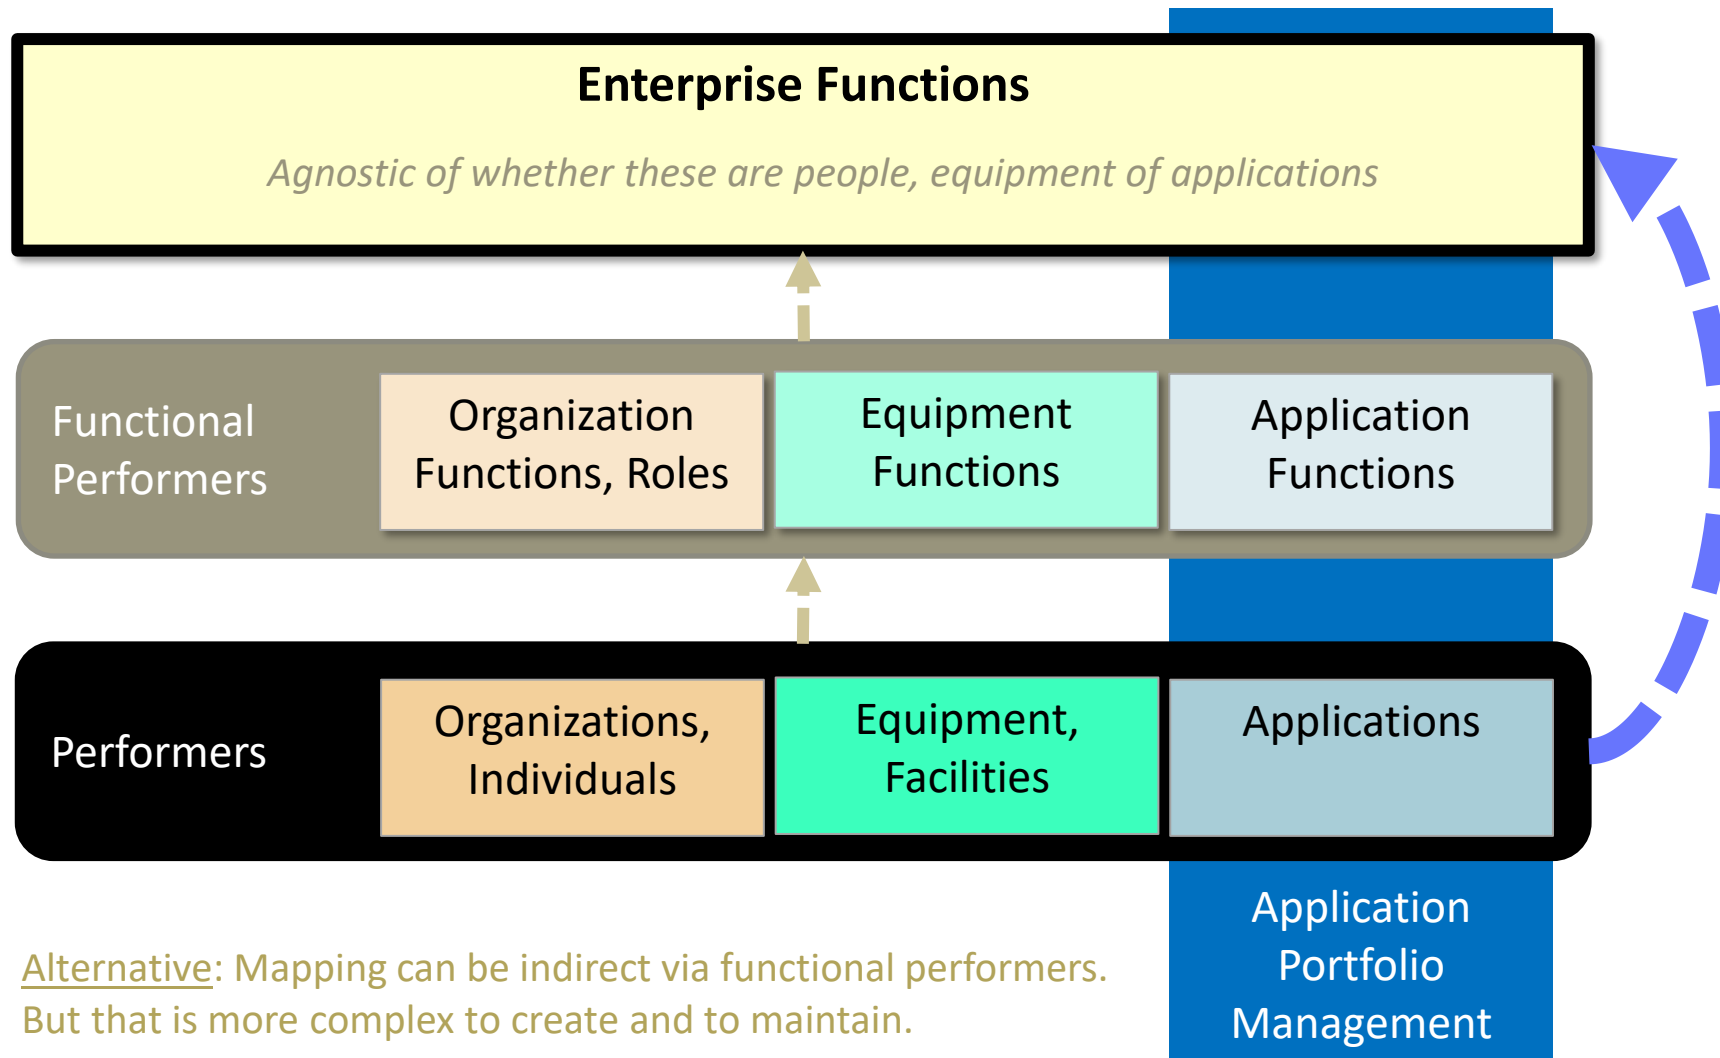 Enterprise Functions
Agnostic of whether these are people, equipment of applications
Functional
Performers
Organization
Functions, Roles
Equipment
Functions
Application
Functions
Performers
Organizations,
Individuals
Equipment,
Facilities
Applications
Alternative: Mapping can be indirect via functional performers.
But that is more complex to create and to maintain.
Application
Portfolio
Management